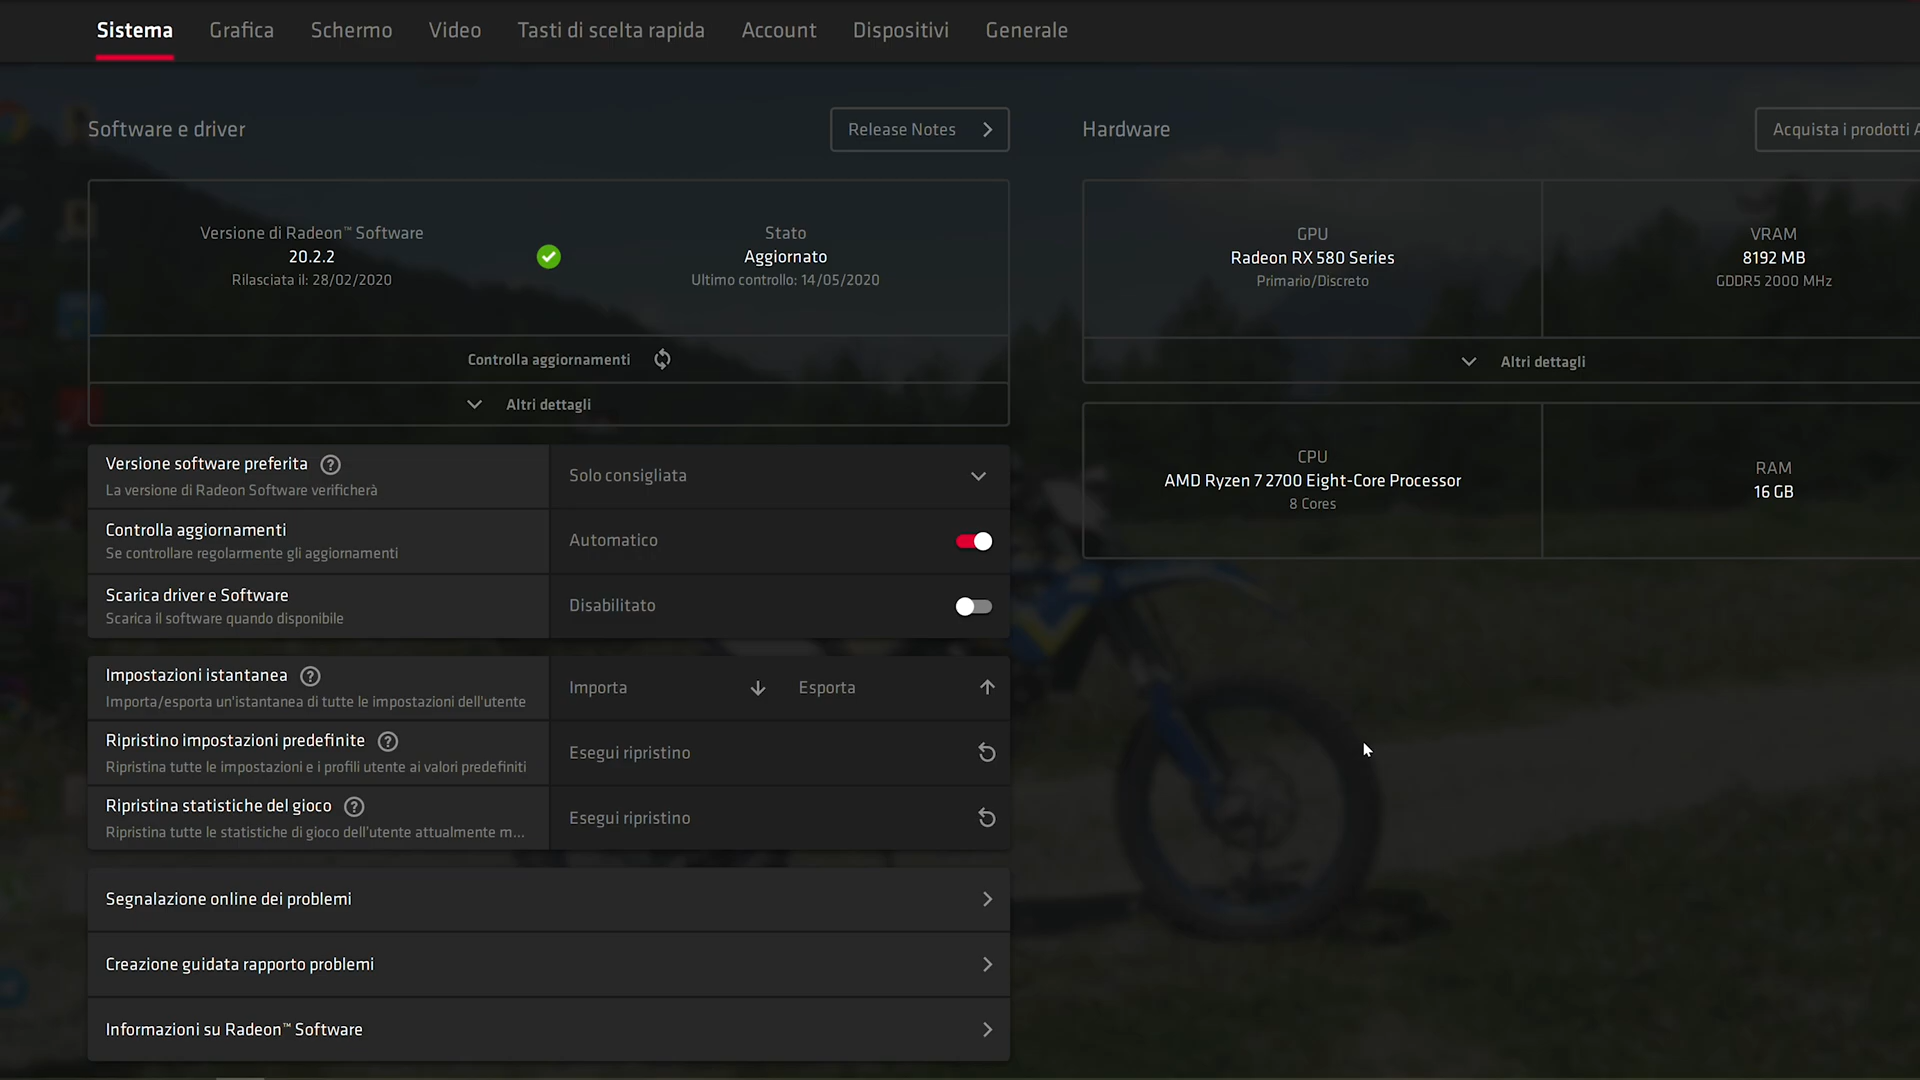 Sistema Grafica Schermo Video Tasti di scelta rapida Account Dispositivi Generale
Software e driver
Release Notes
Versione di Radeon™ Software
20.2.2
Rilasciata il: 28/02/2020
Stato
Aggiornato
Ultimo controllo: 14/05/2020
Controlla aggiornamenti
Altri dettagli
Versione software preferita
La versione di Radeon Software verificherà
Solo consigliata
Controlla aggiornamenti
Se controllare regolarmente gli aggiornamenti
Automatico
Scarica driver e Software
Scarica il software quando disponibile
Disabilitato
Impostazioni istantanea
Importa/esporta un'istantanea di tutte le impostazioni dell'utente
Importa
Esporta
Ripristino impostazioni predefinite
Ripristina tutte le impostazioni e i profili utente ai valori predefiniti
Esegui ripristino
Ripristina statistiche del gioco
Ripristina tutte le statistiche di gioco dell'utente attualmente m...
Esegui ripristino
Segnalazione online dei problemi
Creazione guidata rapporto problemi
Informazioni su Radeon™ Software
Hardware
Acquista i prodotti A
GPU
Radeon RX 580 Series
Primario/Discreto
VRAM
8192 MB
GDDR5 2000 MHz
Altri dettagli
CPU
AMD Ryzen 7 2700 Eight-Core Processor
8 Cores
RAM
16 GB